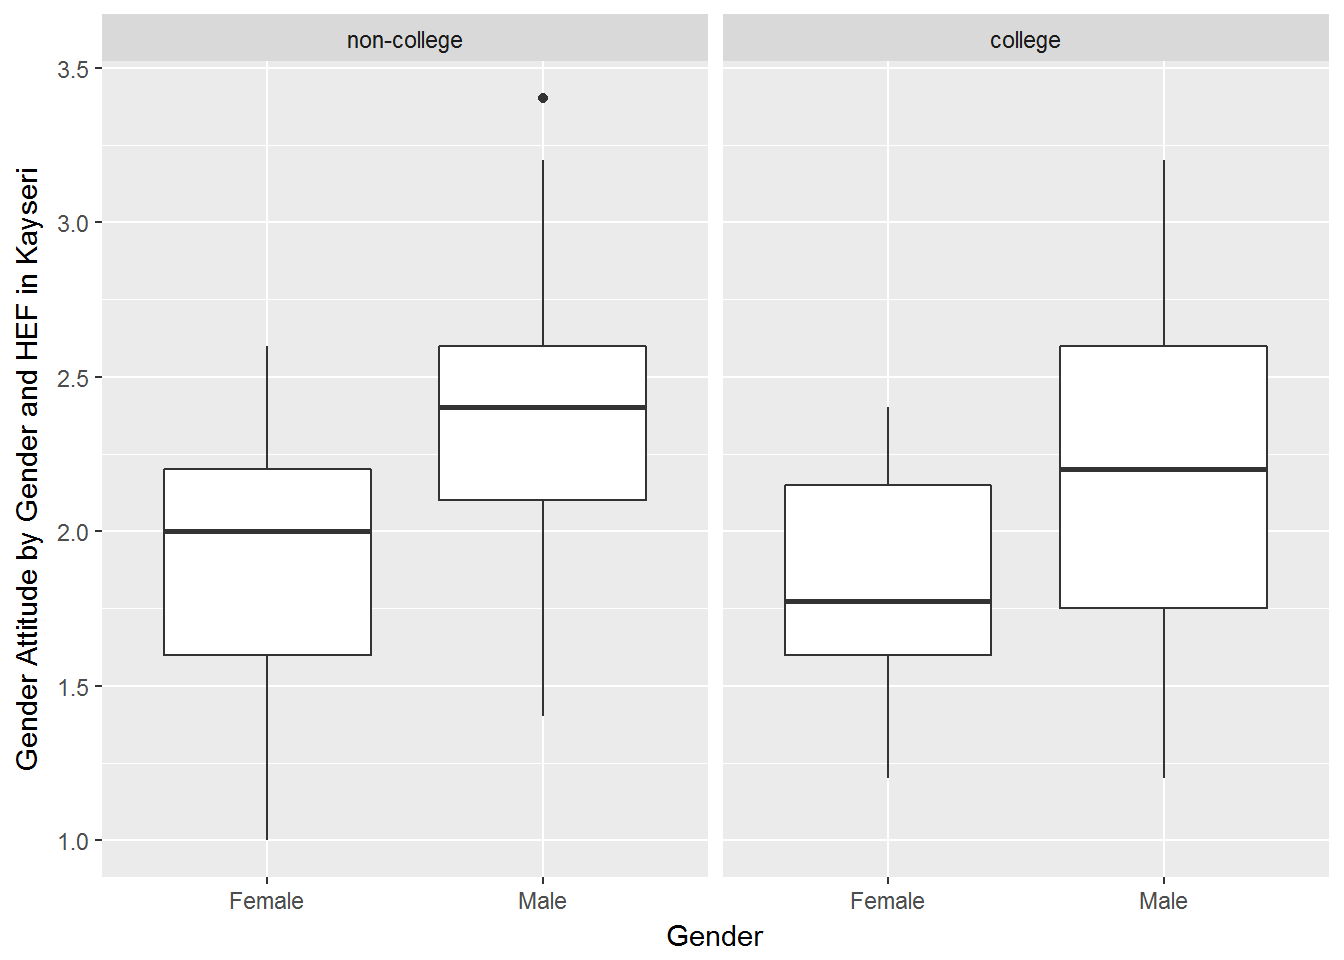 non-college
college
Gender Attitude by Gender and HEF in Kayseri
3.5
3.0
2.5
2.0
1.5
1.0
Female
Male
Female
Male
Gender